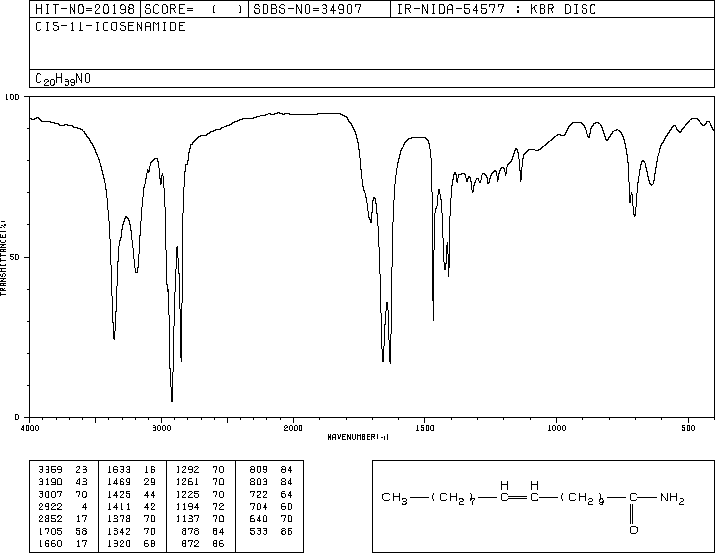 HIT-NO=20198 SCORE= ( ) SDBS-NO=34907 IR-NIDA-54577 : KBR DISC
CIS-11-ICOSENAMIDE
C20H39NO
100
50
0
TRANSMITTANCE(%)
4000 3000 2000 1500 1000 500
WAVENUMBER(-1)
3359 23 1633 16 1292 70 809 84
3190 43 1469 29 1261 70 803 84
3007 70 1425 44 1225 70 722 64
2922 4 1411 42 1194 72 704 60
2852 17 1378 70 1137 70 640 70
1705 58 1342 70 878 84 533 86
1660 17 1320 68 872 86
H H
CH3 (CH2)7 C C (CH2)9 C NH2
O